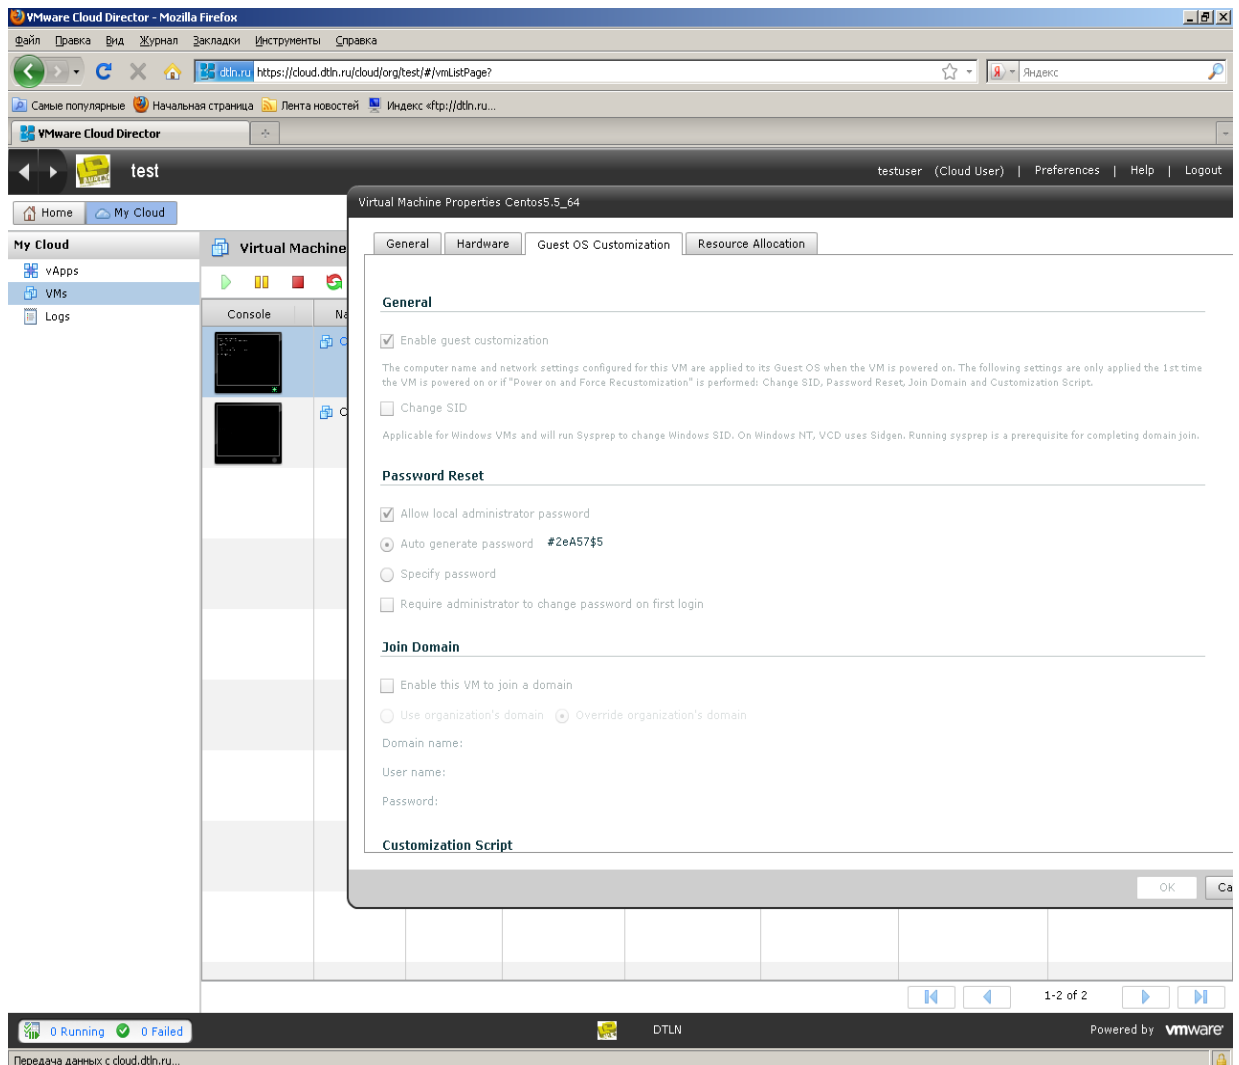 VMware Cloud Director - Mozilla Firefox
Файл Правка Вид Журнал Закладки Инструменты Справка
dtln.ru https://cloud.dtln.ru/cloud/org/test/#/vmListPage? Яндекс
Самые популярные Начальная страница Лента новостей Индекс «ftp://dtln.ru...
VMware Cloud Director
test
testuser (Cloud User) | Preferences | Help | Logout
Home My Cloud
Virtual Machine Properties Centos5.5_64
My Cloud
vApps
VMs
Logs
Virtual Machine
Console Na
General Hardware Guest OS Customization Resource Allocation
General
Enable guest customization
The computer name and network settings configured for this VM are applied to its Guest OS when the VM is powered on. The following settings are only applied the 1st time
the VM is powered on or if "Power on and Force Recustomization" is performed: Change SID, Password Reset, Join Domain and Customization Script.
Change SID
Applicable for Windows VMs and will run Sysprep to change Windows SID. On Windows NT, VCD uses Sidgen. Running sysprep is a prerequisite for completing domain join.
Password Reset
Allow local administrator password
Auto generate password #2eA57$5
Specify password
Require administrator to change password on first login
Join Domain
Enable this VM to join a domain
Use organization's domain Override organization's domain
Domain name:
User name:
Password:
Customization Script
OK Ca
1-2 of 2
0 Running 0 Failed
DTLN
Powered by vmware
Передача данных с cloud.dtln.ru...